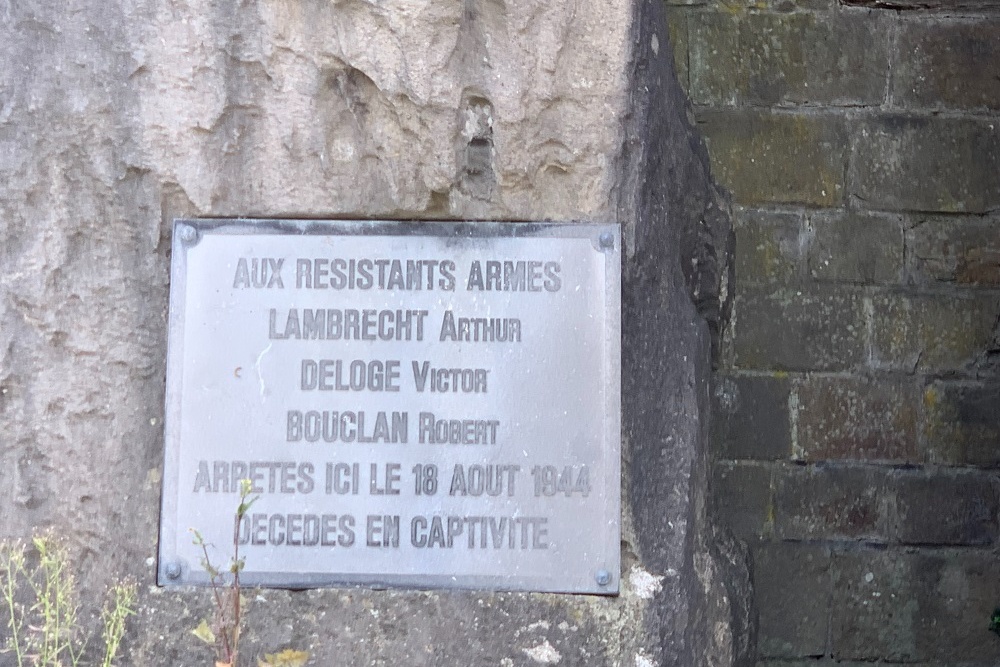 AUX RESISTANTS ARMES
LAMBRECHT ARTHUR
DELOGE VICTOR
BOUCLAN ROBERT
ARRETES ICI LE 18 AOUT 1944
DECEDES EN CAPTIVITE